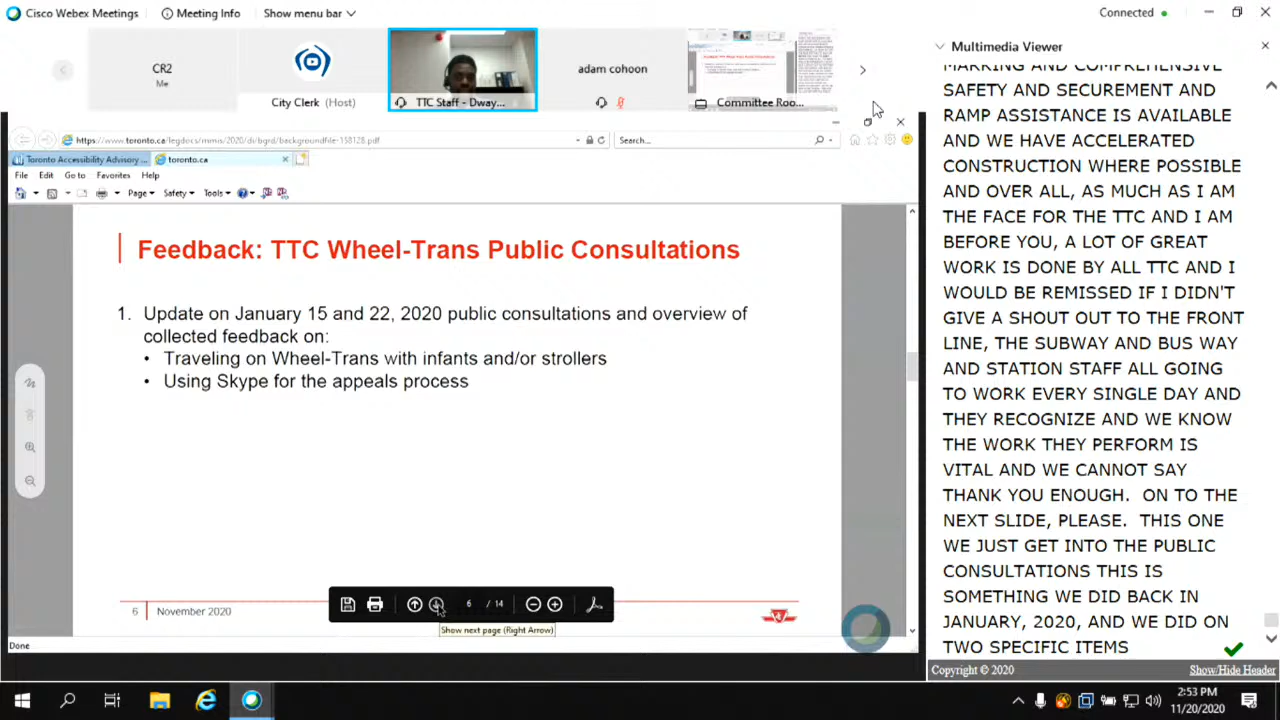 Cisco Webex Meetings
Meeting Info
Show menu bar
Connected
CR2
Me
City Clerk (Host)
TTC Staff - Dway...
adam cohoon
Committee Roo...
https://www.toronto.ca/legdocs/mmis/2020/di/bgrd/backgroundfile-158128.pdf
Search...
Toronto Accessibility Advisory ...
toronto.ca
File Edit Go to Favorites Help
Page Safety Tools
Feedback: TTC Wheel-Trans Public Consultations
1. Update on January 15 and 22, 2020 public consultations and overview of
collected feedback on:
• Traveling on Wheel-Trans with infants and/or strollers
• Using Skype for the appeals process
6 November 2020
6 / 14
Show next page (Right Arrow)
Done
Multimedia Viewer
MARKING AND COMPREHENSIVE
SAFETY AND SECUREMENT AND
RAMP ASSISTANCE IS AVAILABLE
AND WE HAVE ACCELERATED
CONSTRUCTION WHERE POSSIBLE
AND OVER ALL, AS MUCH AS I AM
THE FACE FOR THE TTC AND I AM
BEFORE YOU, A LOT OF GREAT
WORK IS DONE BY ALL TTC AND I
WOULD BE REMISSED IF I DIDN'T
GIVE A SHOUT OUT TO THE FRONT
LINE, THE SUBWAY AND BUS WAY
AND STATION STAFF ALL GOING
TO WORK EVERY SINGLE DAY AND
THEY RECOGNIZE AND WE KNOW
THE WORK THEY PERFORM IS
VITAL AND WE CANNOT SAY
THANK YOU ENOUGH. ON TO THE
NEXT SLIDE, PLEASE. THIS ONE
WE JUST GET INTO THE PUBLIC
CONSULTATIONS THIS IS
SOMETHING WE DID BACK IN
JANUARY, 2020, AND WE DID ON
TWO SPECIFIC ITEMS
Copyright © 2020
Show/Hide Header
2:53 PM
11/20/2020